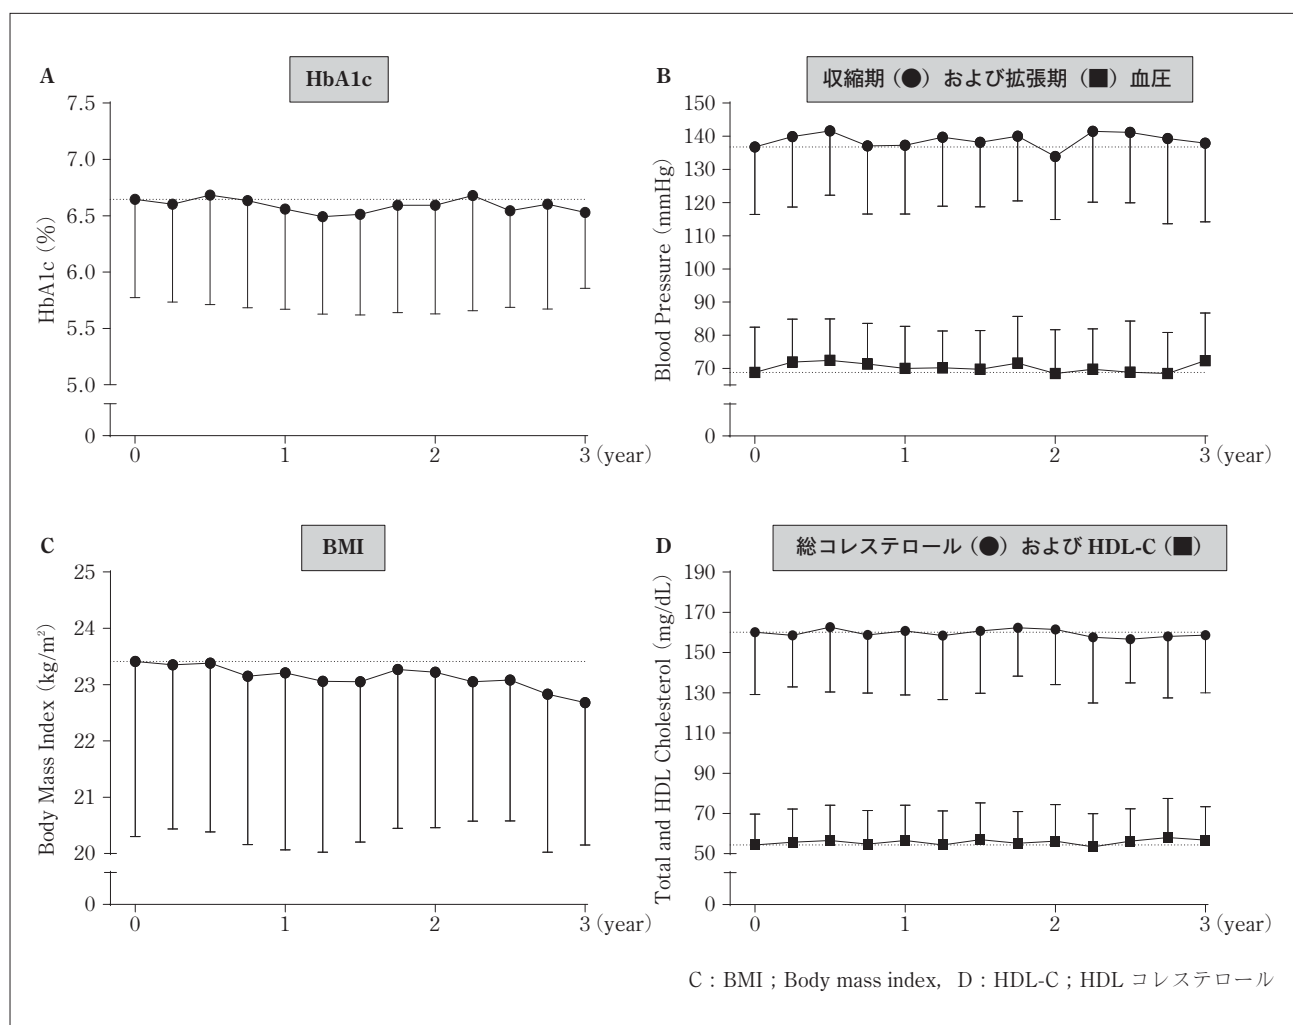 A
HbA1c
HbA1c (%)
7.5
7.0
6.5
6.0
5.5
5.0
0
0 1 2 3 (year)
B
収縮期（●）および拡張期（■）血圧
Blood Pressure (mmHg)
150
140
130
120
110
100
90
80
70
0
0 1 2 3 (year)
C
BMI
Body Mass Index (kg/m²)
25
24
23
22
21
20
0
0 1 2 3 (year)
D
総コレステロール（●）および HDL-C（■）
Total and HDL Cholesterol (mg/dL)
190
170
150
130
110
90
70
50
0
0 1 2 3 (year)
C : BMI ; Body mass index, D : HDL-C ; HDL コレステロール